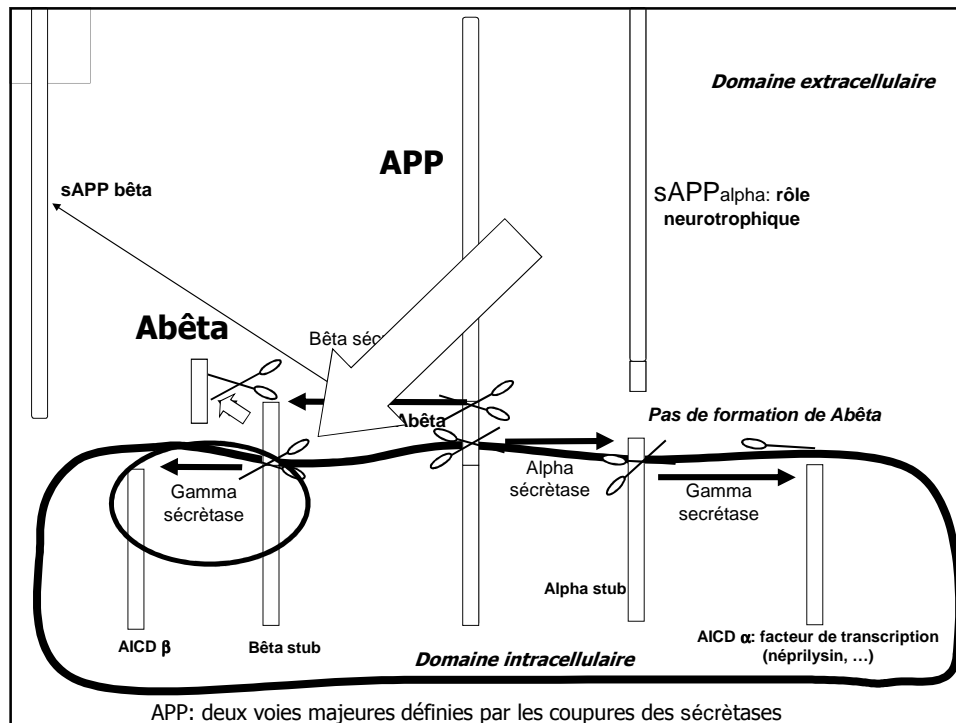 Domaine extracellulaire
APP
sAPP bêta
sAPPalpha: rôle
neurotrophique
Abêta
Bêta
Abêta
Pas de formation de Abêta
Alpha
sécrètase
Gamma
sécrètase
Gamma
secrétase
Alpha stub
AICD β
Bêta stub
Domaine intracellulaire
AICD α: facteur de transcription
(néprilysin, …)
APP: deux voies majeures définies par les coupures des sécrètases